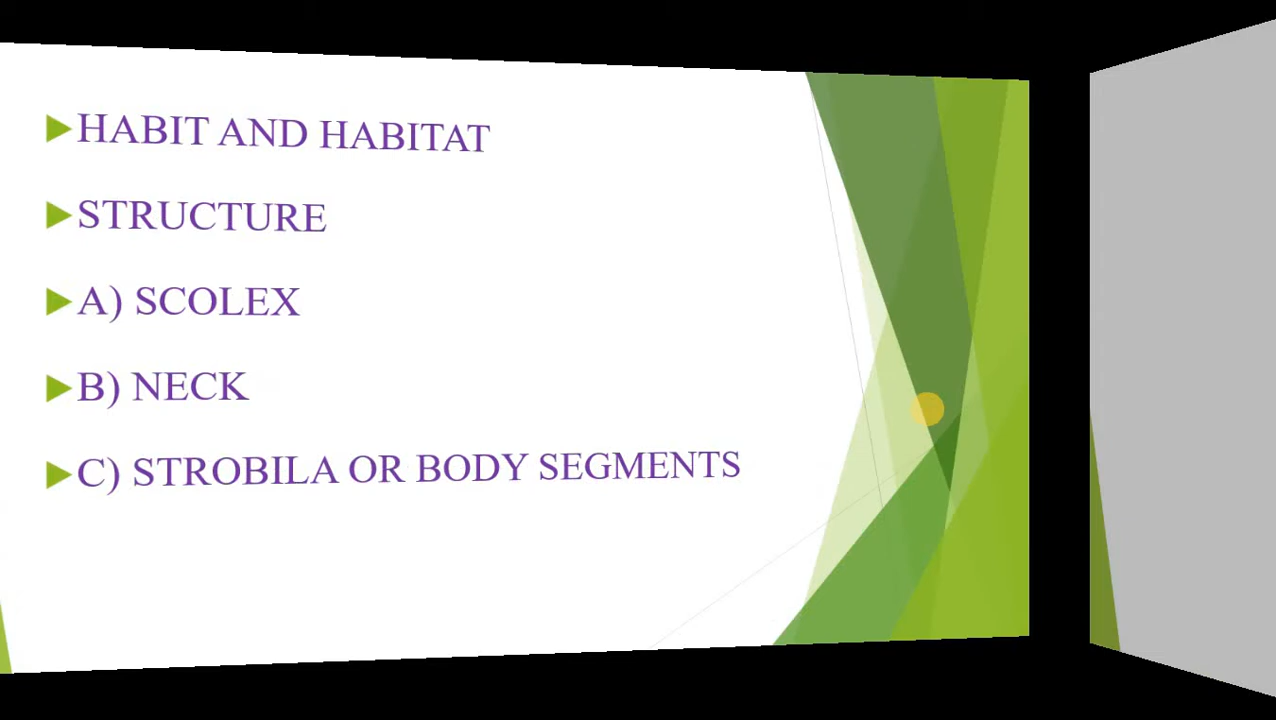 HABIT AND HABITAT
STRUCTURE
A) SCOLEX
B) NECK
C) STROBILA OR BODY SEGMENTS